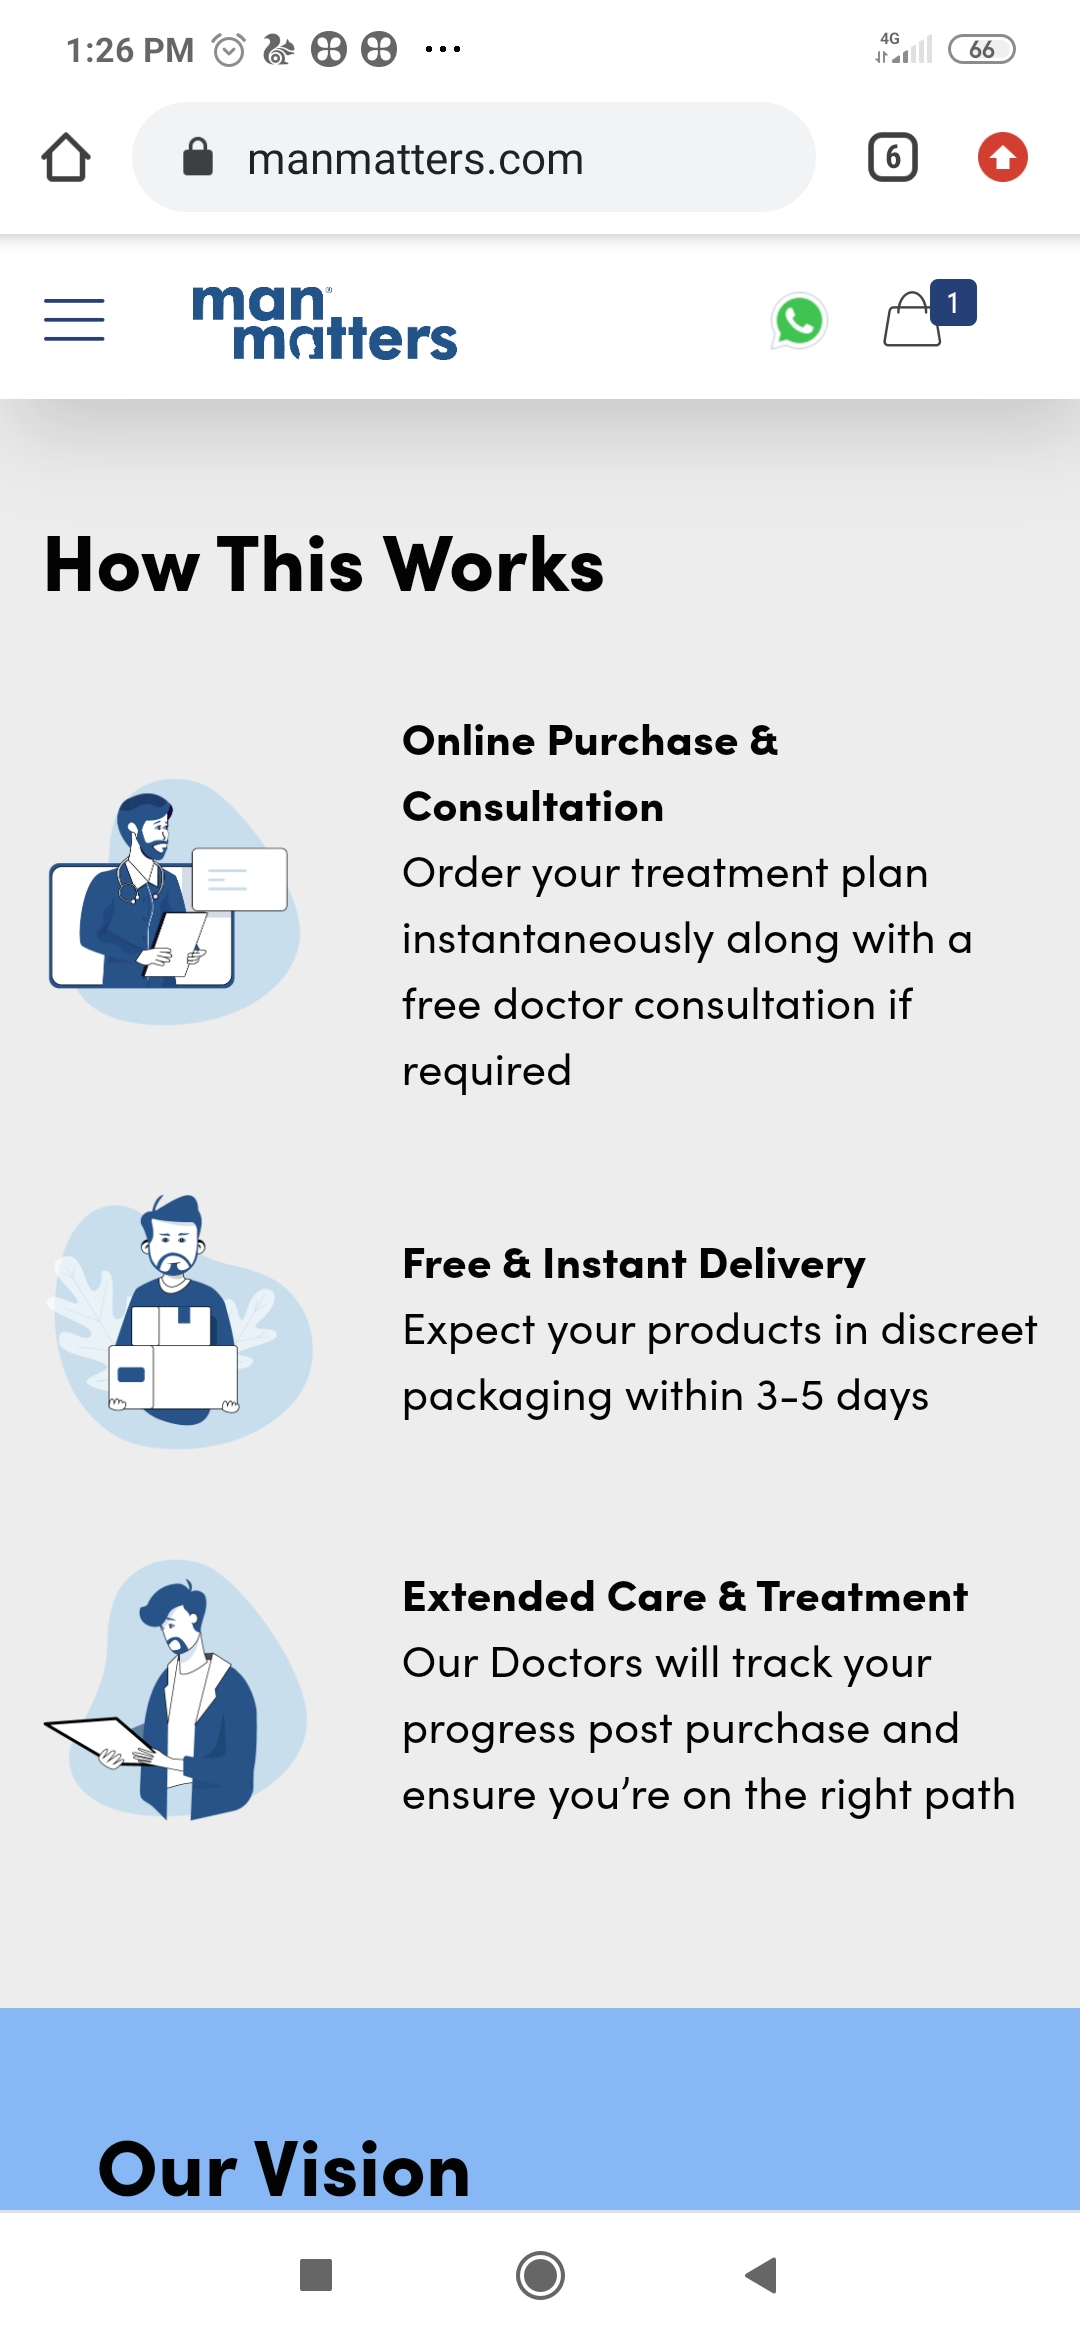 1:26 PM
4G
66
manmatters.com
6
man
matters
1
How This Works
Online Purchase &
Consultation
Order your treatment plan
instantaneously along with a
free doctor consultation if
required
Free & Instant Delivery
Expect your products in discreet
packaging within 3-5 days
Extended Care & Treatment
Our Doctors will track your
progress post purchase and
ensure you’re on the right path
Our Vision